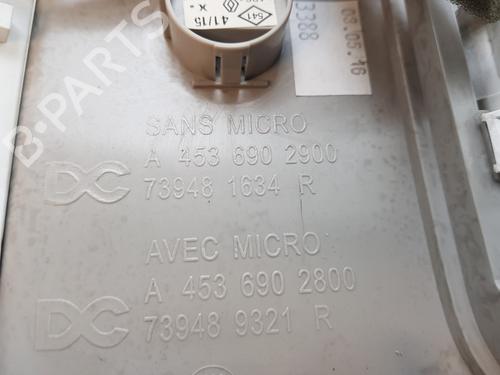 541
41/15
x -
3388
03.05.16
SANS MICRO
A 453 690 2900
DC 73948 1634 R
AVEC MICRO
A 453 690 2800
DC 73948 9321 R